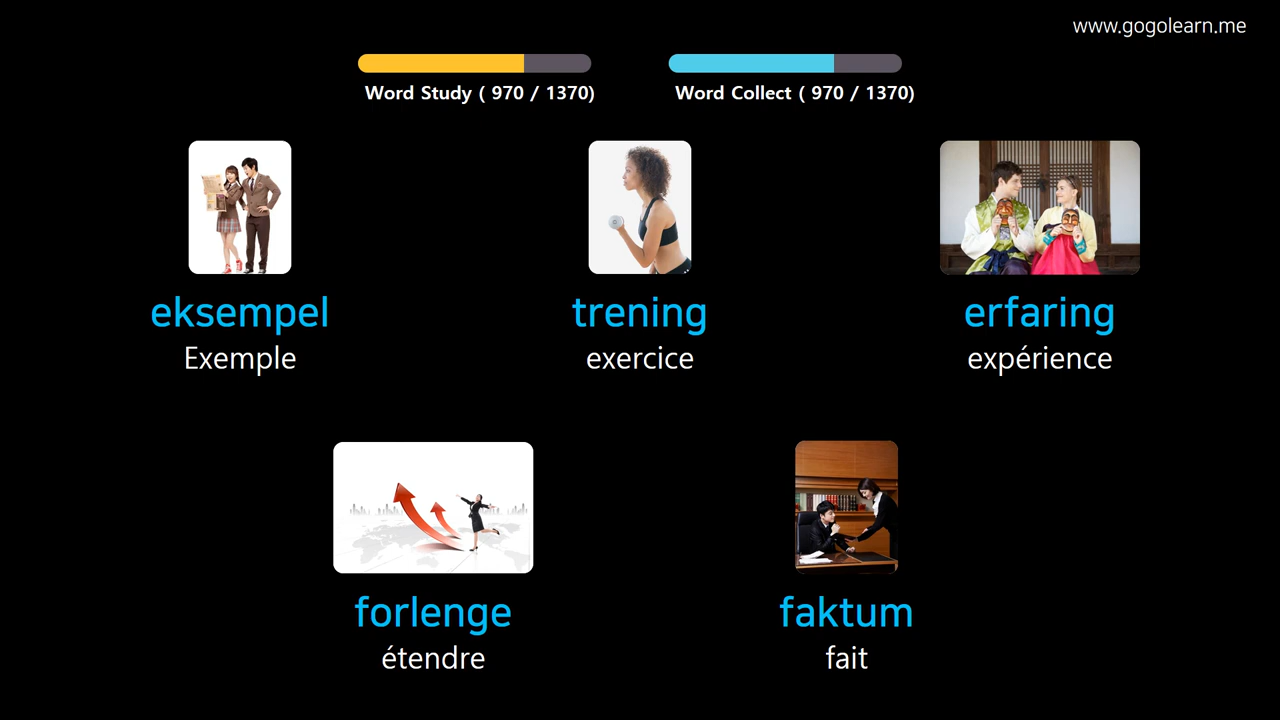 www.gogolearn.me
Word Study ( 970 / 1370)
Word Collect ( 970 / 1370)
eksempel
Exemple
trening
exercice
erfaring
expérience
forlenge
étendre
faktum
fait